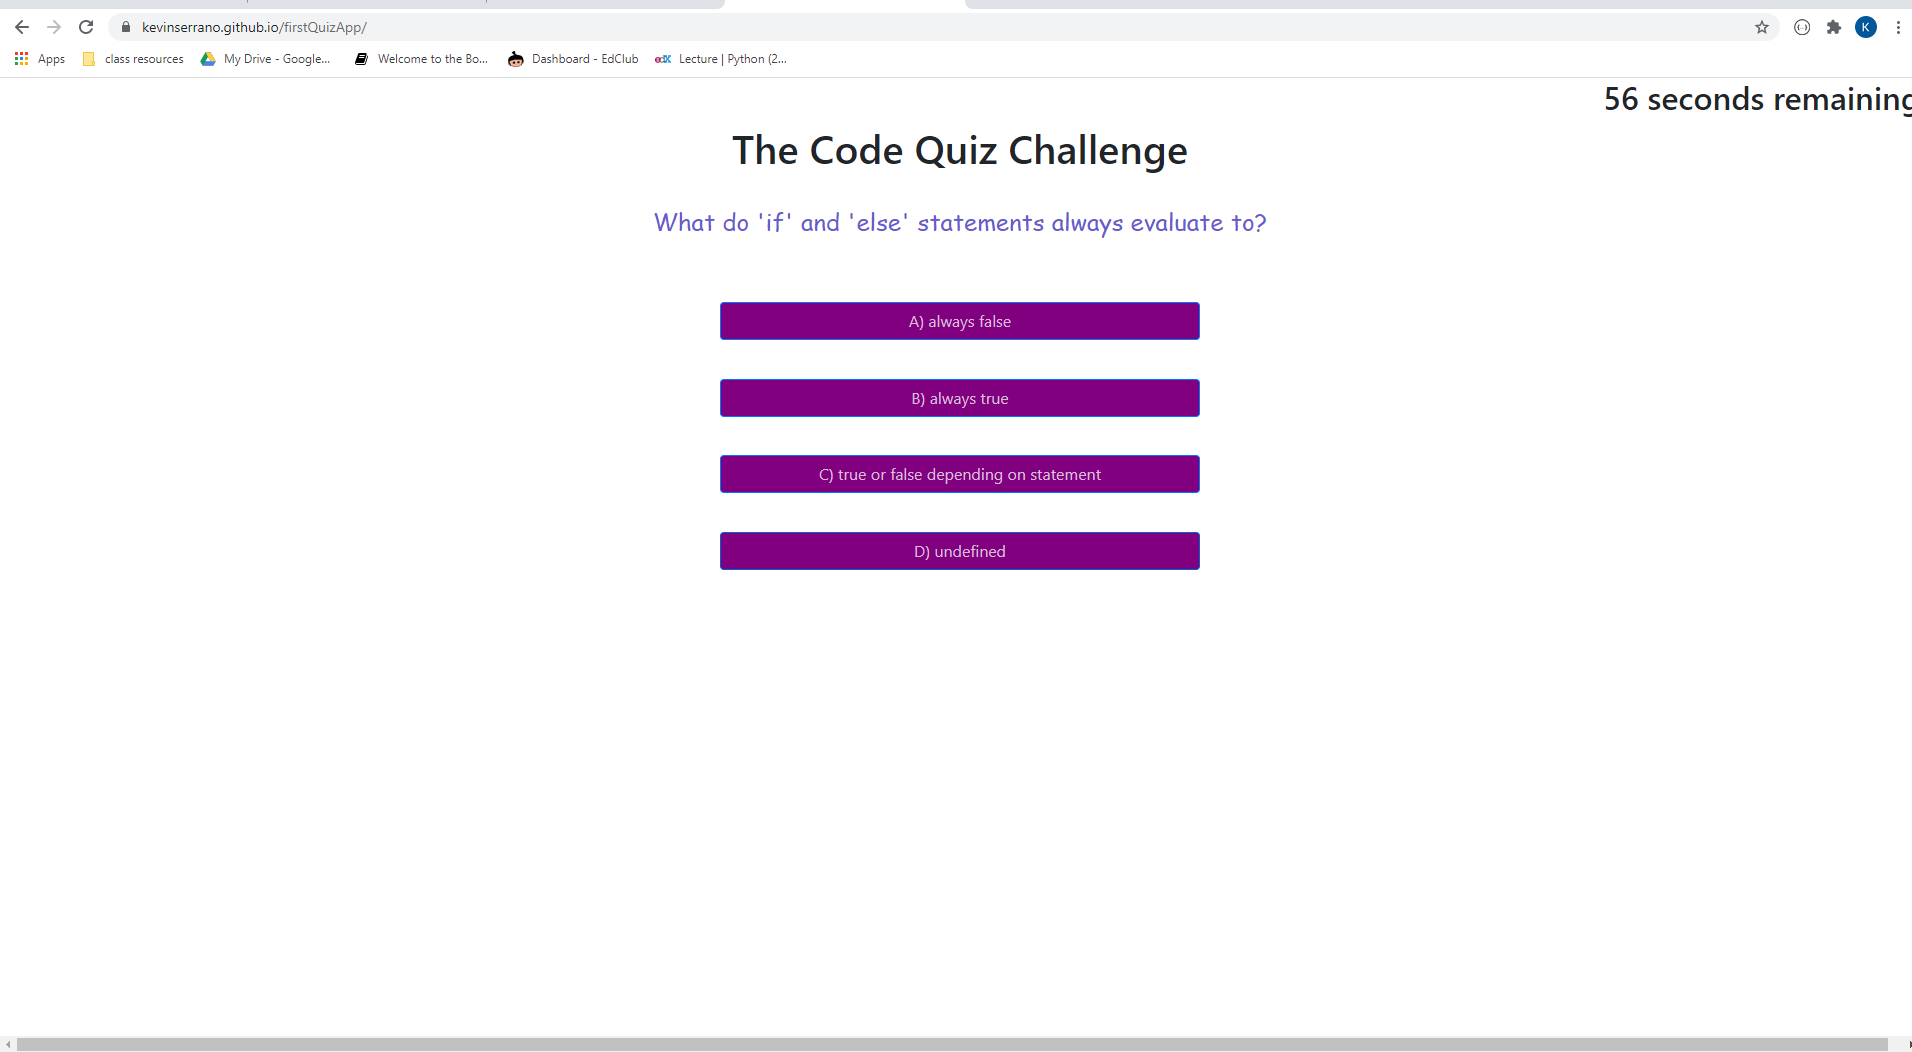 kevinserrano.github.io/firstQuizApp/
K
Apps
class resources
My Drive - Google...
Welcome to the Bo...
Dashboard - EdClub
edX
Lecture | Python (2...
56 seconds remaining
The Code Quiz Challenge
What do 'if' and 'else' statements always evaluate to?
A) always false
B) always true
C) true or false depending on statement
D) undefined